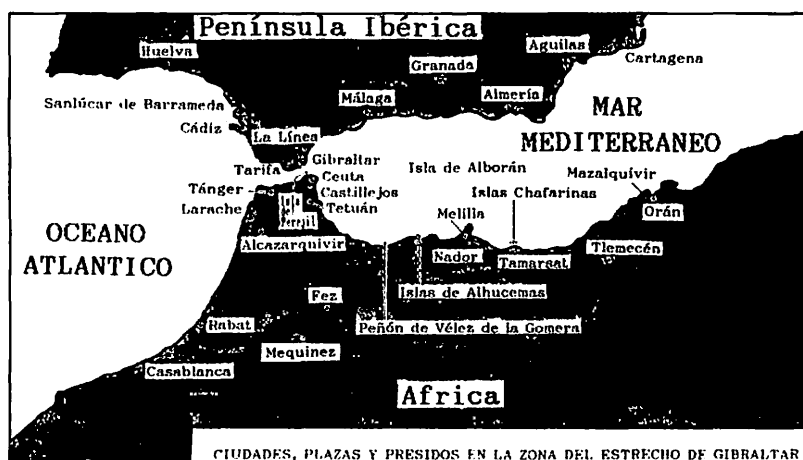 Península Ibérica
Huelva
Aguilas
Cartagena
Granada
Sanlúcar de Barrameda
Málaga
Almería
MAR
MEDITERRANEO
Cádiz
La Línea
Gibraltar
Tarifa
Ceuta
Isla de Alborán
Mazalquivir
Tánger
Castillejos
Islas Chafarinas
Larache
Tetuán
Melilla
Orán
Perejil
OCEANO
ATLANTICO
Alcazarquivir
Nador
Tamarsat
Tlemecén
Fez
Islas de Alhucemas
Rabat
Peñón de Vélez de la Gomera
Mequinez
Casablanca
Africa
CIUDADES, PLAZAS Y PRESIDOS EN LA ZONA DEL ESTRECHO DE GIBRALTAR